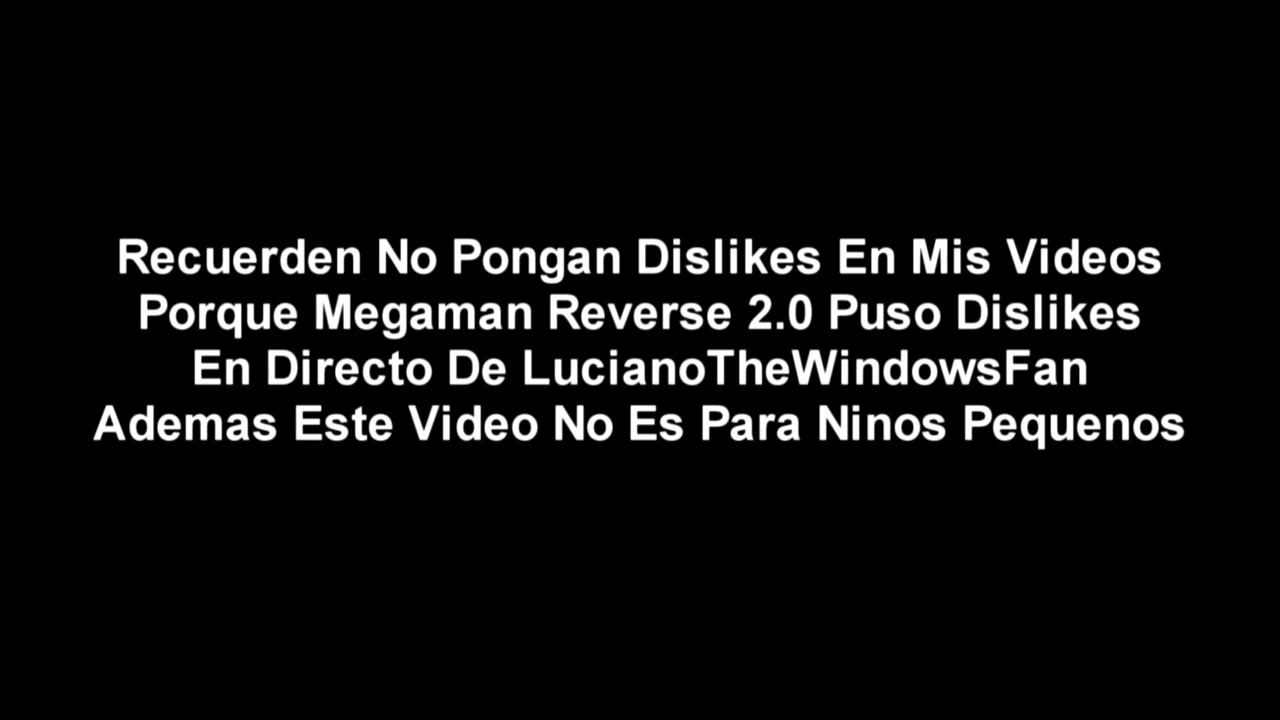 Recuerden No Pongan Dislikes En Mis Videos
Porque Megaman Reverse 2.0 Puso Dislikes
En Directo De LucianoTheWindowsFan
Ademas Este Video No Es Para Ninos Pequenos